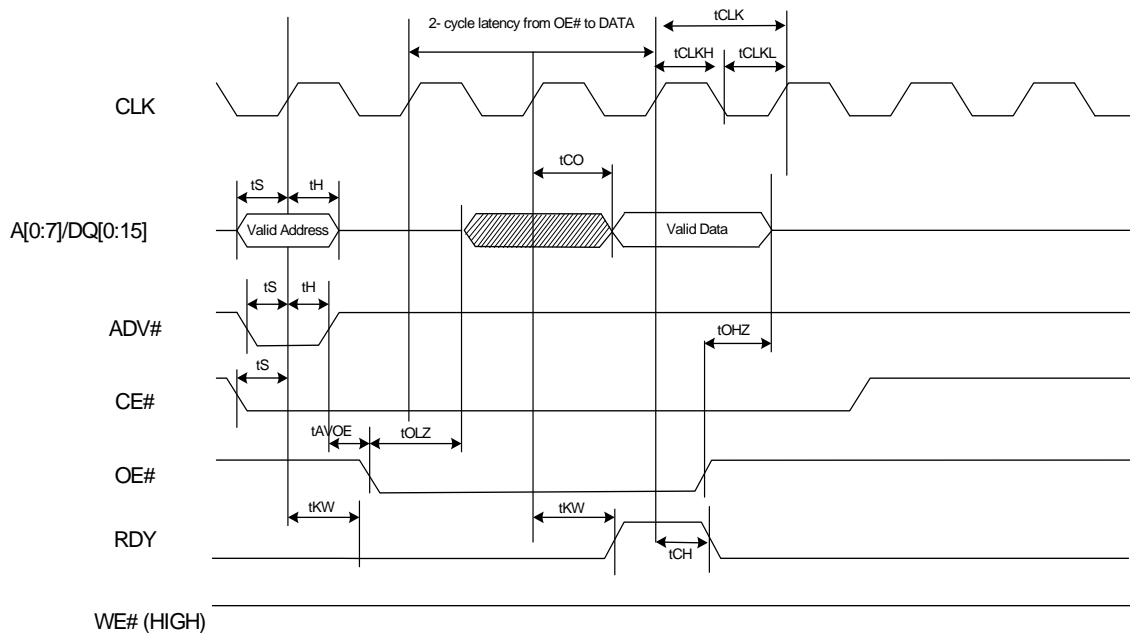 2- cycle latency from OE# to DATA
tCLK
tCLKH
tCLKL
CLK
tCO
tS
tH
A[0:7]/DQ[0:15]
Valid Address
Valid Data
tS
tH
ADV#
tOHZ
tS
CE#
tAVOE
tOLZ
OE#
tKW
tKW
RDY
tCH
WE# (HIGH)